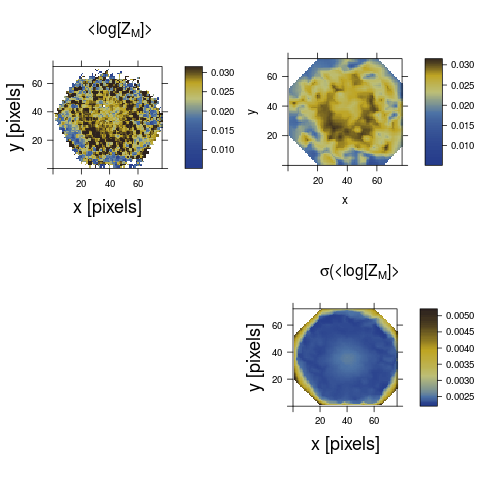 <log[Z_M]>
60
40
20
20 40 60
y [pixels]
x [pixels]
0.030
0.025
0.020
0.015
0.010
60
40
20
20 40 60
y
x
0.030
0.025
0.020
0.015
0.010
σ(<log[Z_M]>
60
40
20
20 40 60
y [pixels]
x [pixels]
0.0050
0.0045
0.0040
0.0035
0.0030
0.0025